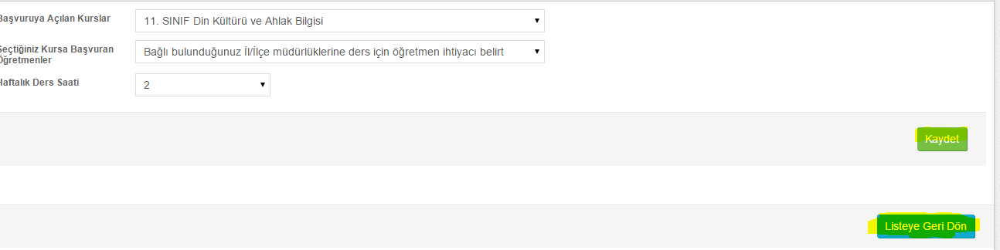 Başvuruya Açılan Kurslar
11. SINIF Din Kültürü ve Ahlak Bilgisi
Seçtiğiniz Kursa Başvuran
Öğretmenler
Bağlı bulunduğunuz İl/İlçe müdürlüklerine ders için öğretmen ihtiyacı belirt
Haftalık Ders Saati
2
Kaydet
Listeye Geri Dön